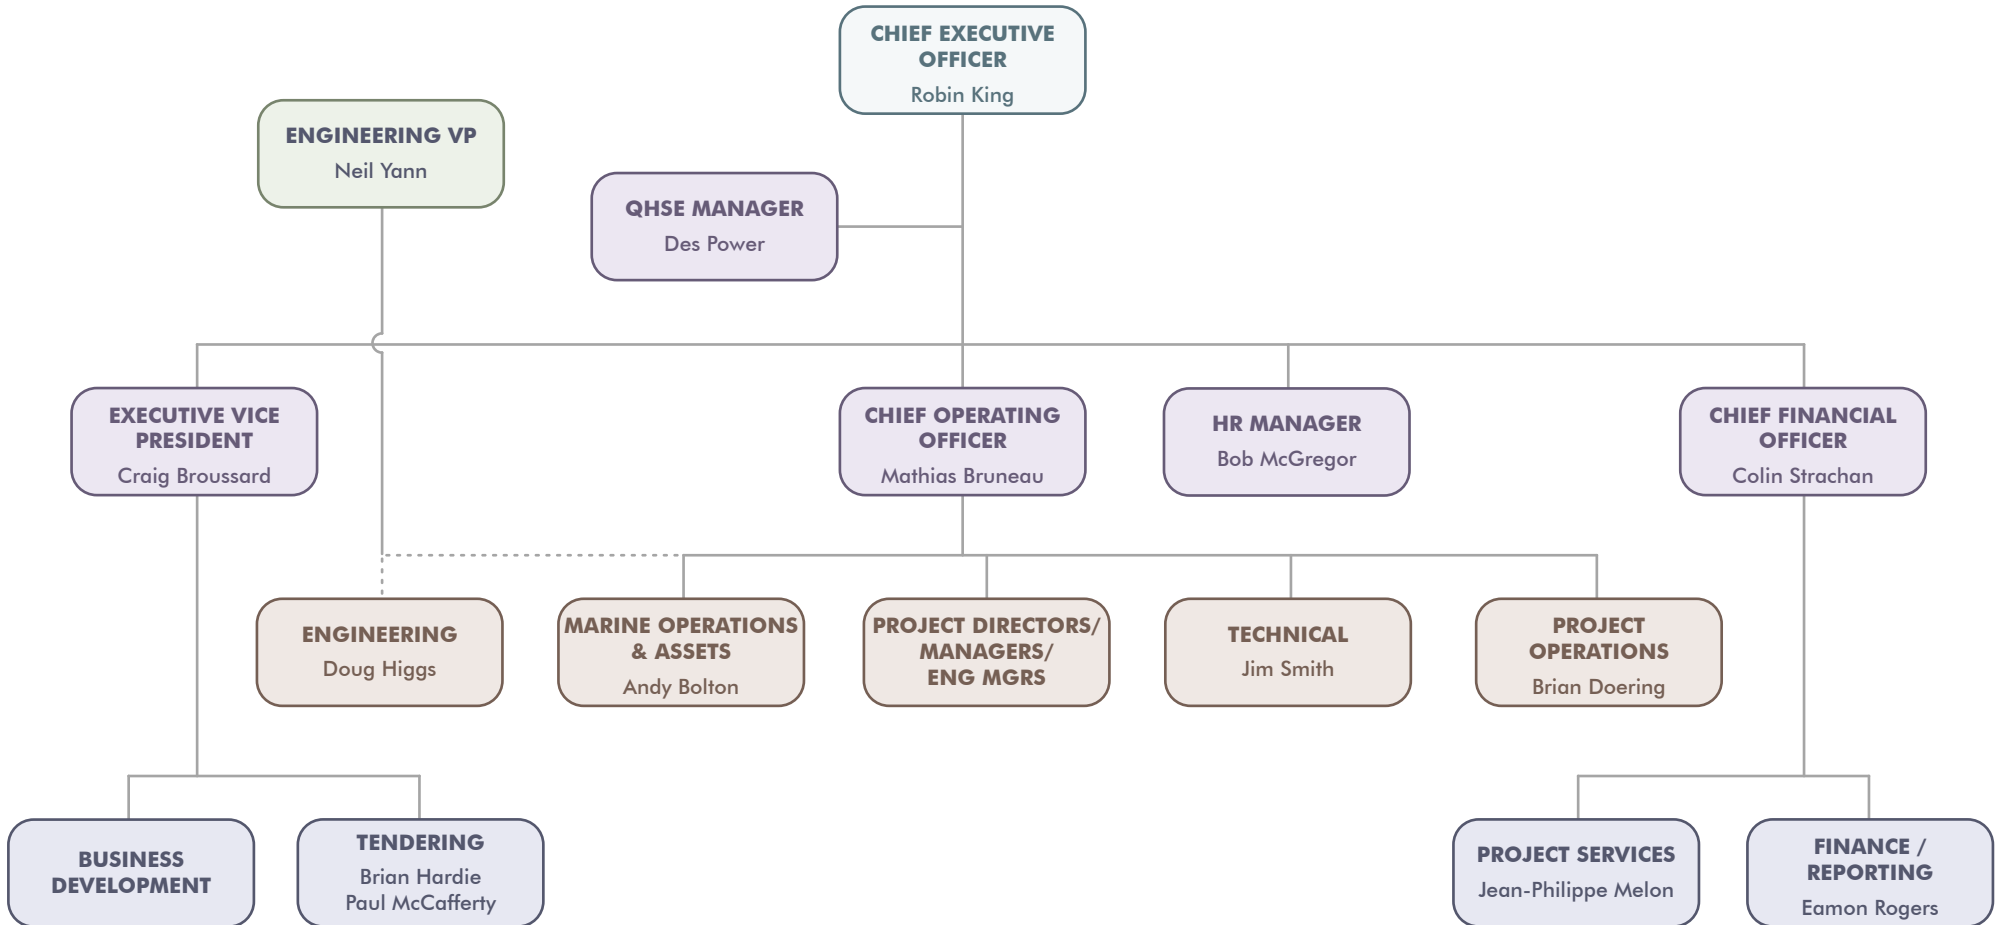 CHIEF EXECUTIVE
OFFICER
Robin King
ENGINEERING VP
Neil Yann
QHSE MANAGER
Des Power
EXECUTIVE VICE
PRESIDENT
Craig Broussard
CHIEF OPERATING
OFFICER
Mathias Bruneau
HR MANAGER
Bob McGregor
CHIEF FINANCIAL
OFFICER
Colin Strachan
ENGINEERING
Doug Higgs
MARINE OPERATIONS
& ASSETS
Andy Bolton
PROJECT DIRECTORS/
MANAGERS/
ENG MGRS
TECHNICAL
Jim Smith
PROJECT
OPERATIONS
Brian Doering
BUSINESS
DEVELOPMENT
TENDERING
Brian Hardie
Paul McCafferty
PROJECT SERVICES
Jean-Philippe Melon
FINANCE /
REPORTING
Eamon Rogers